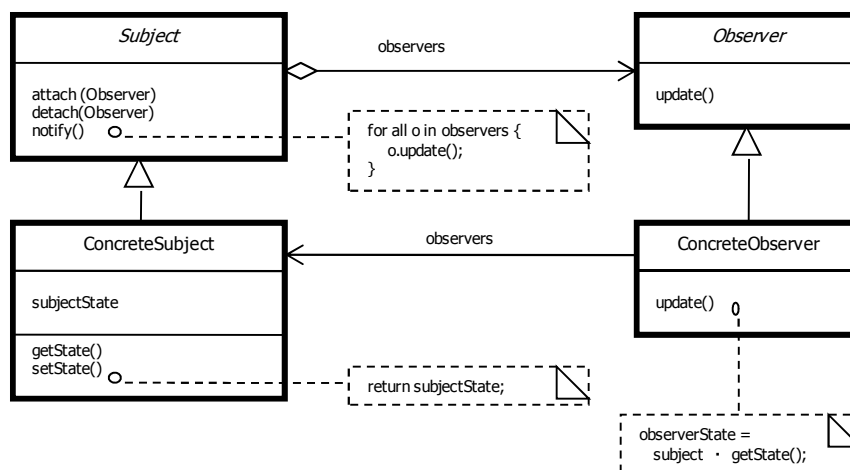 Subject
observers
Observer
attach (Observer)
detach(Observer)
notify()
for all o in observers {
o.update();
}
update()
ConcreteSubject
observers
ConcreteObserver
subjectState
update()
getState()
setState()
return subjectState;
observerState =
subject · getState();